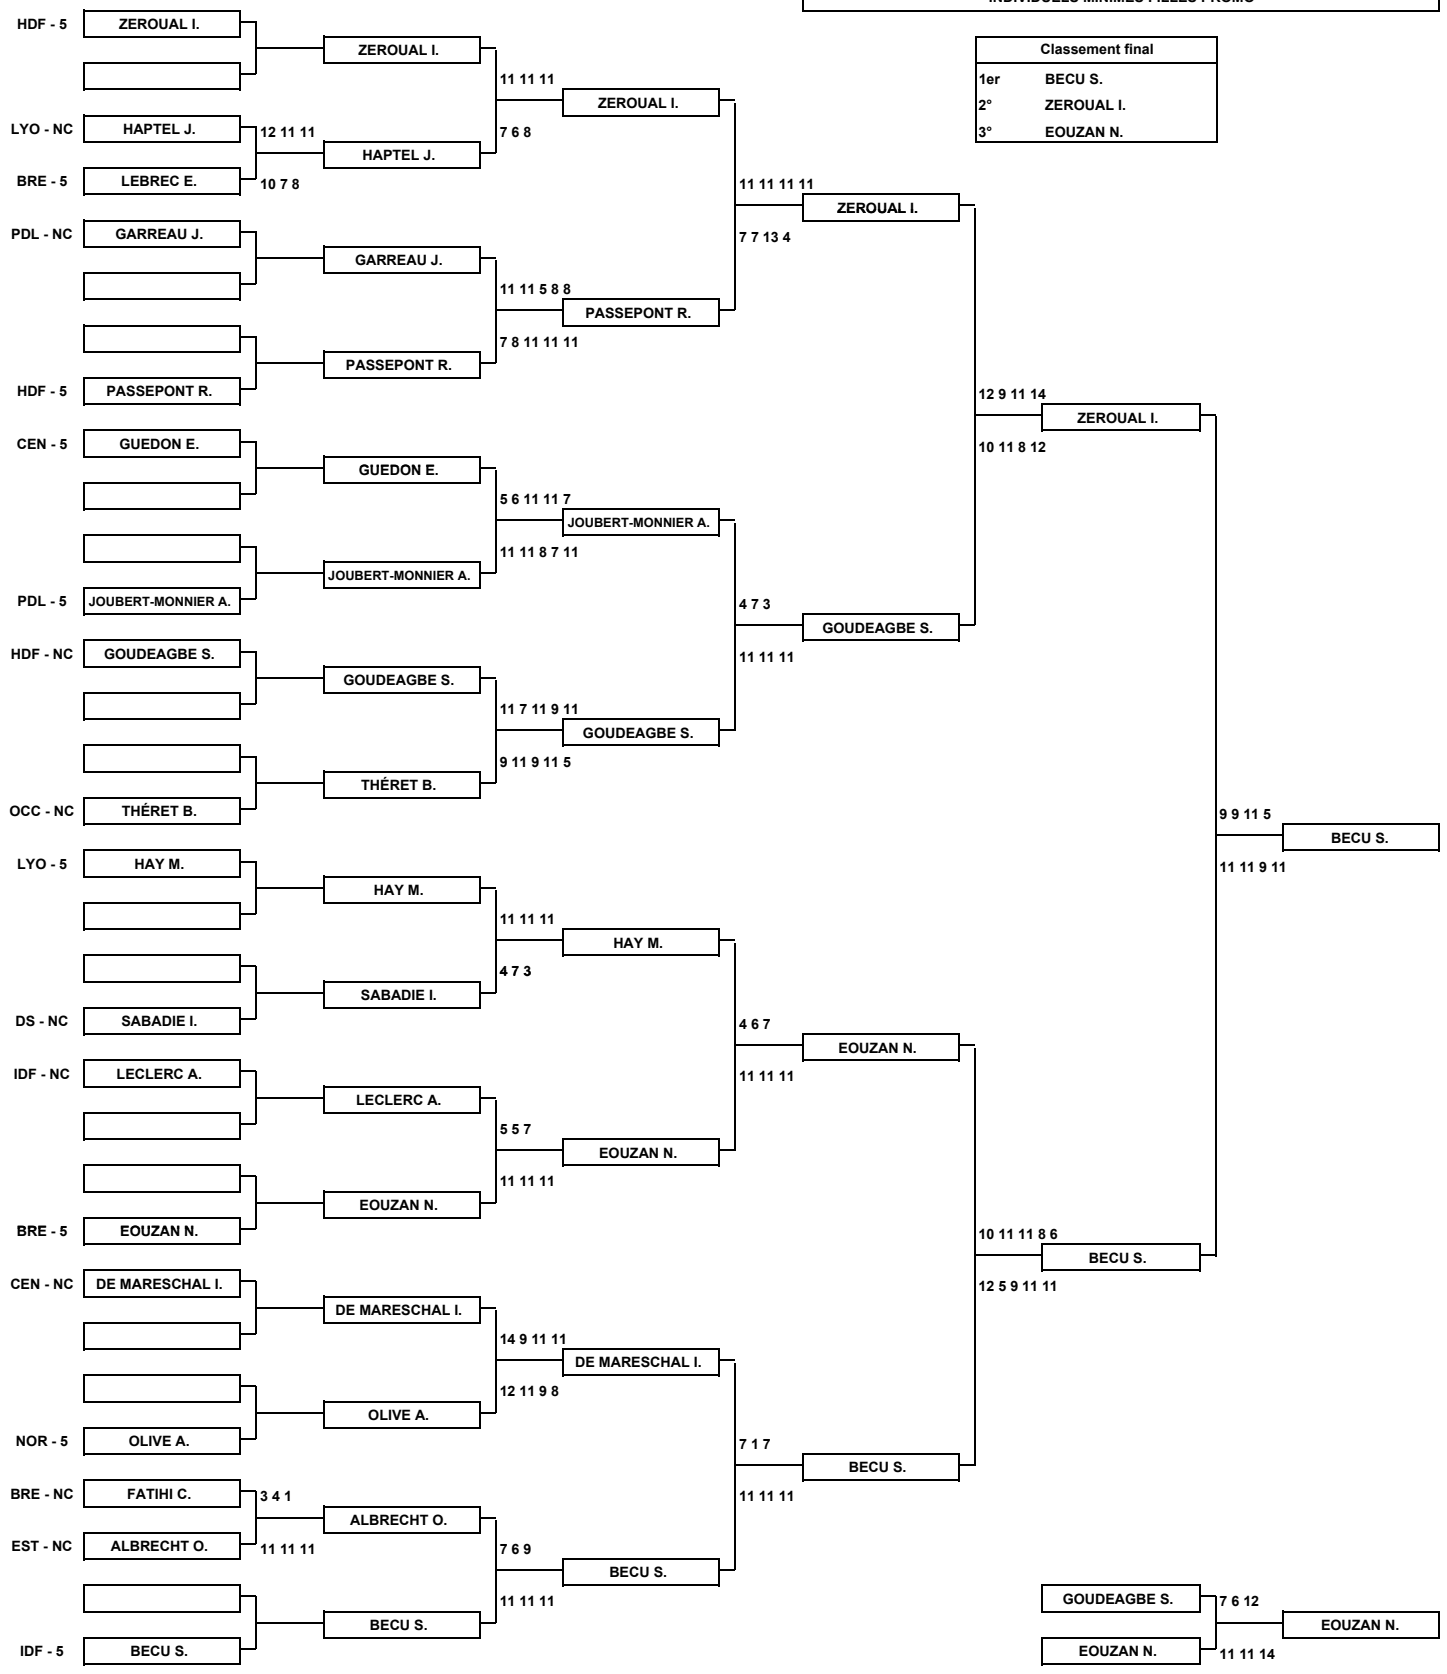 INDIVIDUELS MINIMES FILLES PROMO
HDF - 5 ZEROUAL I.
ZEROUAL I.
Classement final
1er BECU S.
2° ZEROUAL I.
3° EOUZAN N.
11 11 11
ZEROUAL I.
7 6 8
LYO - NC HAPTEL J. 12 11 11
HAPTEL J.
BRE - 5 LEBREC E. 10 7 8
11 11 11 11
ZEROUAL I.
7 7 13 4
PDL - NC GARREAU J.
GARREAU J.
11 11 5 8 8
PASSEPONT R.
7 8 11 11 11
PASSEPONT R.
HDF - 5 PASSEPONT R.
12 9 11 14
ZEROUAL I.
10 11 8 12
CEN - 5 GUEDON E.
GUEDON E.
5 6 11 11 7
JOUBERT-MONNIER A.
11 11 8 7 11
JOUBERT-MONNIER A.
PDL - 5 JOUBERT-MONNIER A.
4 7 3
GOUDEAGBE S.
11 11 11
HDF - NC GOUDEAGBE S.
GOUDEAGBE S.
11 7 11 9 11
GOUDEAGBE S.
9 11 9 11 5
THÉRET B.
OCC - NC THÉRET B.
9 9 11 5
BECU S.
11 11 9 11
LYO - 5 HAY M.
HAY M.
11 11 11
HAY M.
4 7 3
SABADIE I.
DS - NC SABADIE I.
4 6 7
EOUZAN N.
11 11 11
IDF - NC LECLERC A.
LECLERC A.
5 5 7
EOUZAN N.
11 11 11
EOUZAN N.
BRE - 5 EOUZAN N.
10 11 11 8 6
BECU S.
12 5 9 11 11
CEN - NC DE MARESCHAL I.
DE MARESCHAL I.
14 9 11 11
DE MARESCHAL I.
12 11 9 8
OLIVE A.
NOR - 5 OLIVE A.
7 1 7
BECU S.
11 11 11
BRE - NC FATIHI C. 3 4 1
ALBRECHT O.
EST - NC ALBRECHT O. 11 11 11
7 6 9
BECU S.
11 11 11
BECU S.
IDF - 5 BECU S.
GOUDEAGBE S. 7 6 12
EOUZAN N.
EOUZAN N. 11 11 14